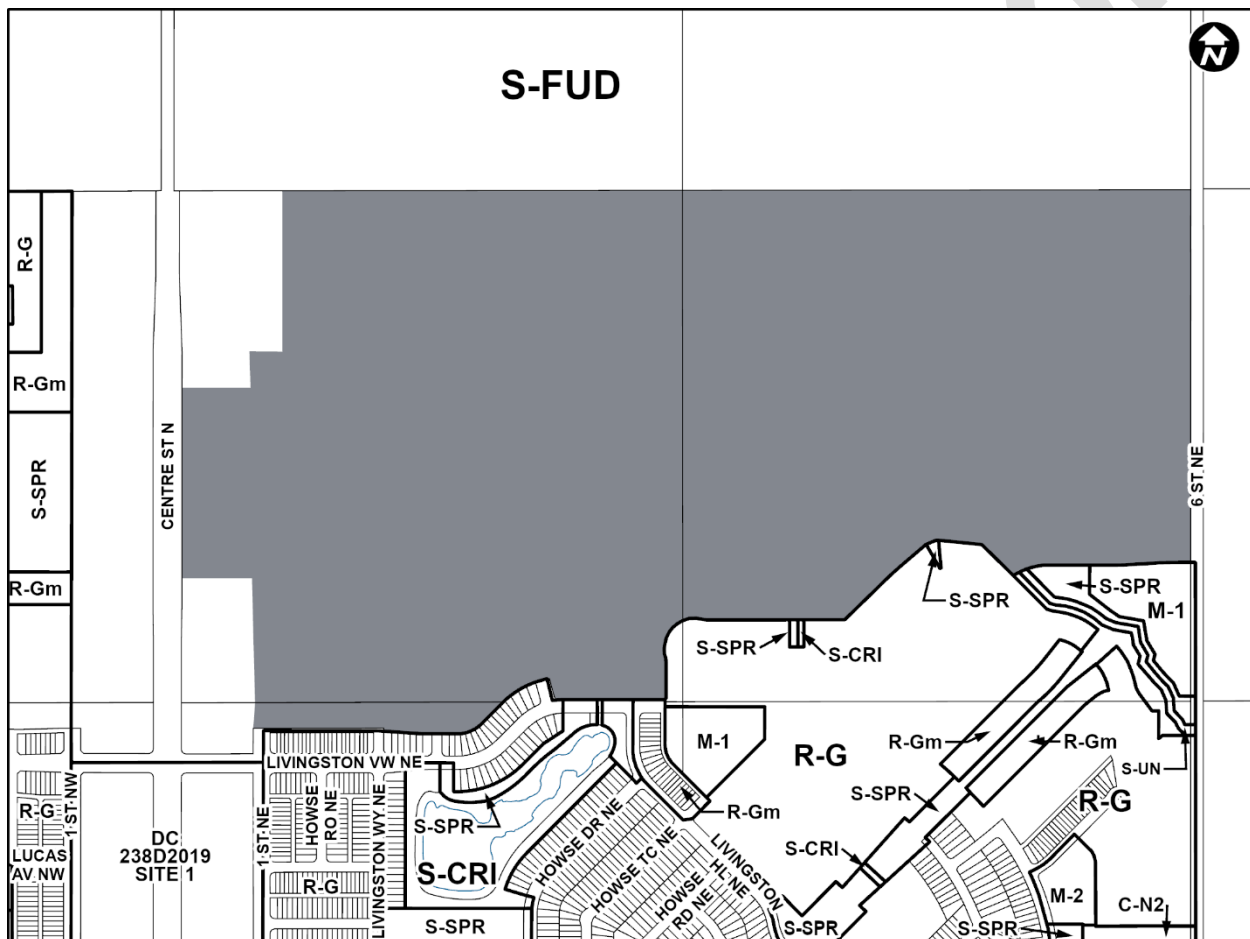 S-FUD
N
R-G
R-Gm
S-SPR
R-Gm
CENTRE ST N
6 ST NE
S-SPR
M-1
S-SPR
S-SPR
S-CRI
M-1
R-G
R-Gm
R-Gm
S-UN
R-G
S-SPR
R-Gm
LIVINGSTON VW NE
S-SPR
S-CRI
S-CRI
R-G
1 ST NW
LUCAS
AV NW
DC
238D2019
SITE 1
1 ST NE
HOWSE
RO NE
R-G
LIVINGSTON WY NE
HOWSE DR NE
HOWSE TC NE
HOWSE
RD NE
LIVINGSTON
HL NE
S-SPR
S-SPR
M-2
C-N2
S-SPR